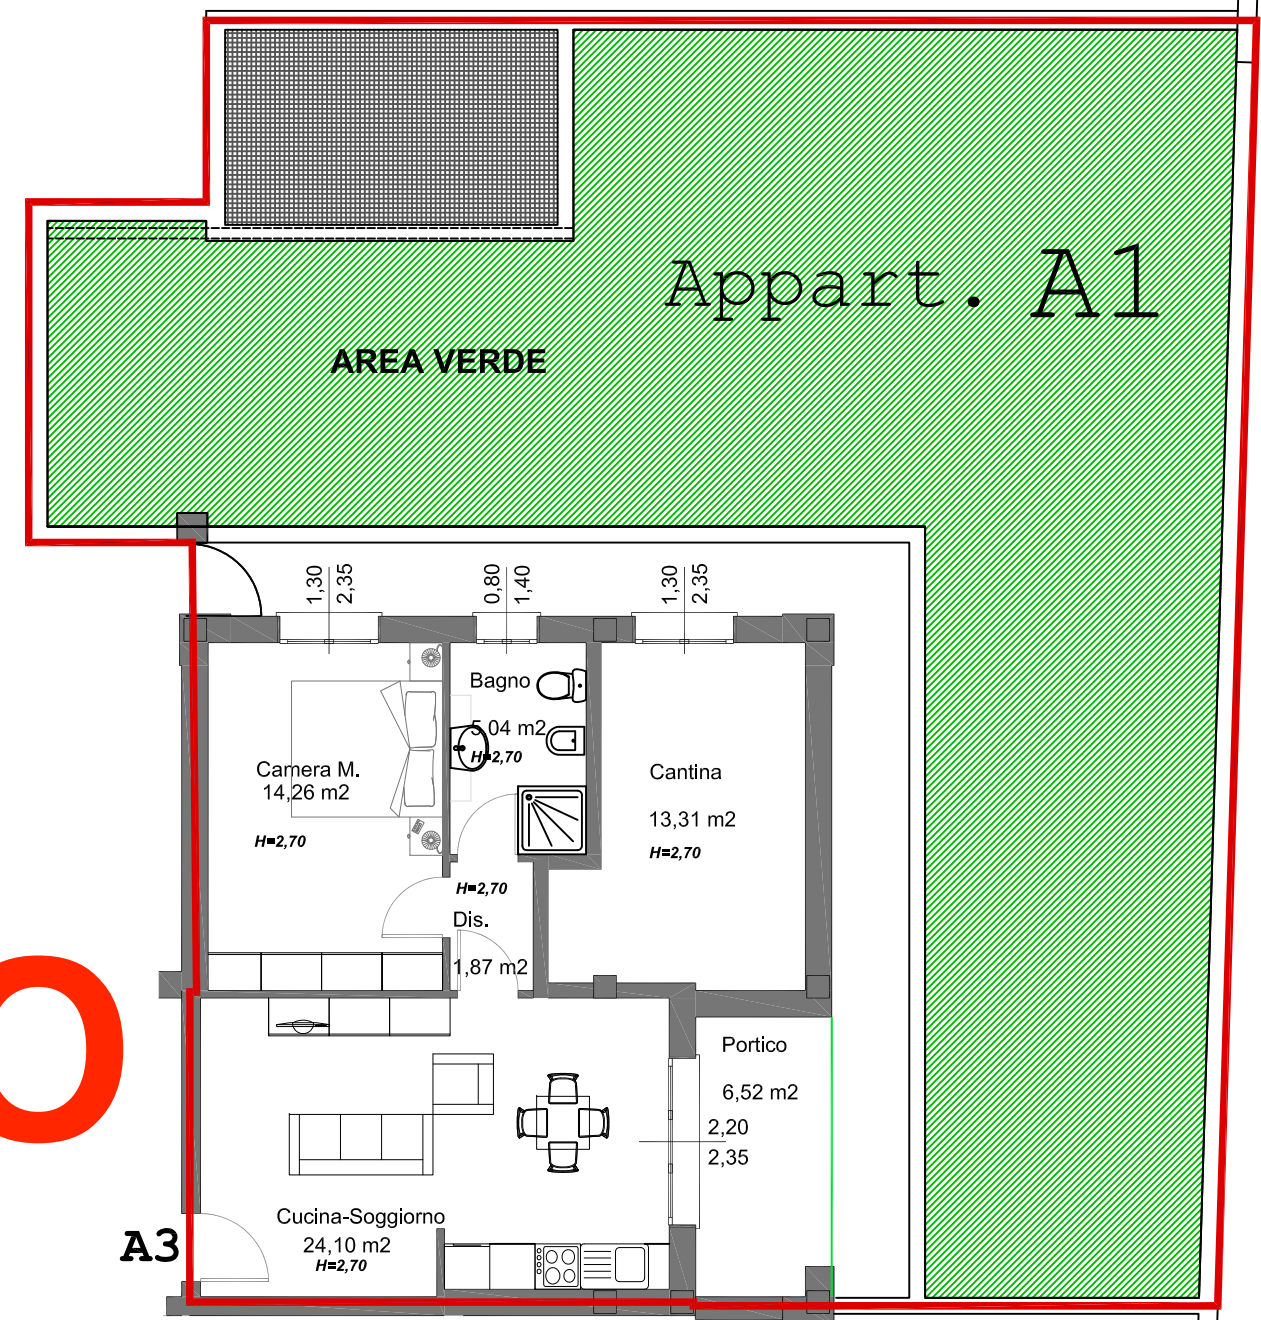 Appart. A1
AREA VERDE
1,30
2,35
0,80
1,40
1,30
2,35
Bagno
5,04 m2
H=2,70
Camera M.
14,26 m2
H=2,70
Cantina
13,31 m2
H=2,70
H=2,70
Dis.
1,87 m2
O
Portico
6,52 m2
2,20
2,35
Cucina-Soggiorno
24,10 m2
H=2,70
A3